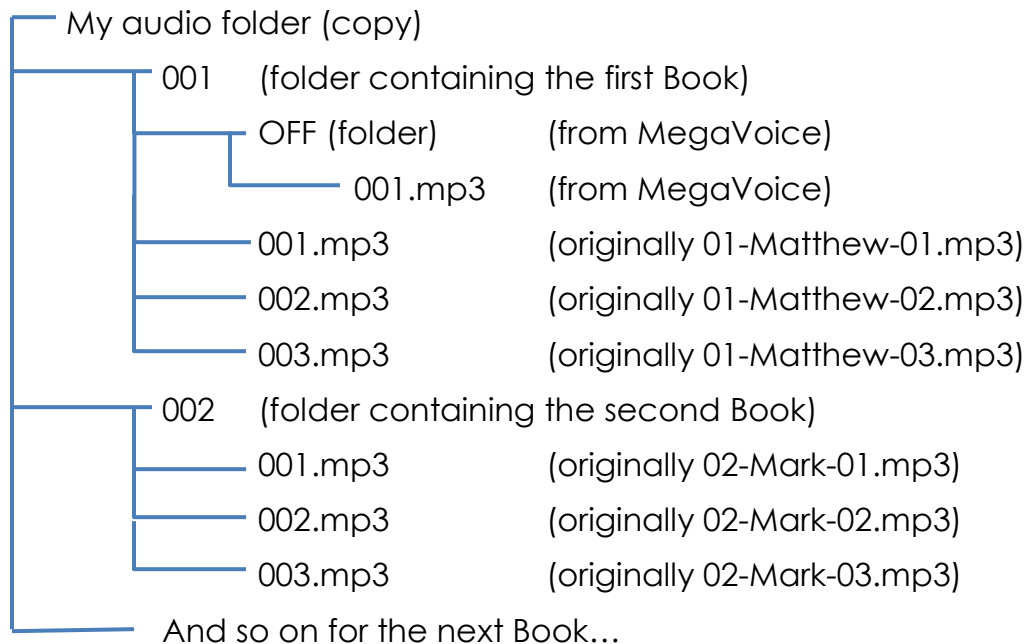 My audio folder (copy)
001 (folder containing the first Book)
OFF (folder) (from MegaVoice)
001.mp3 (from MegaVoice)
001.mp3 (originally 01-Matthew-01.mp3)
002.mp3 (originally 01-Matthew-02.mp3)
003.mp3 (originally 01-Matthew-03.mp3)
002 (folder containing the second Book)
001.mp3 (originally 02-Mark-01.mp3)
002.mp3 (originally 02-Mark-02.mp3)
003.mp3 (originally 02-Mark-03.mp3)
And so on for the next Book…